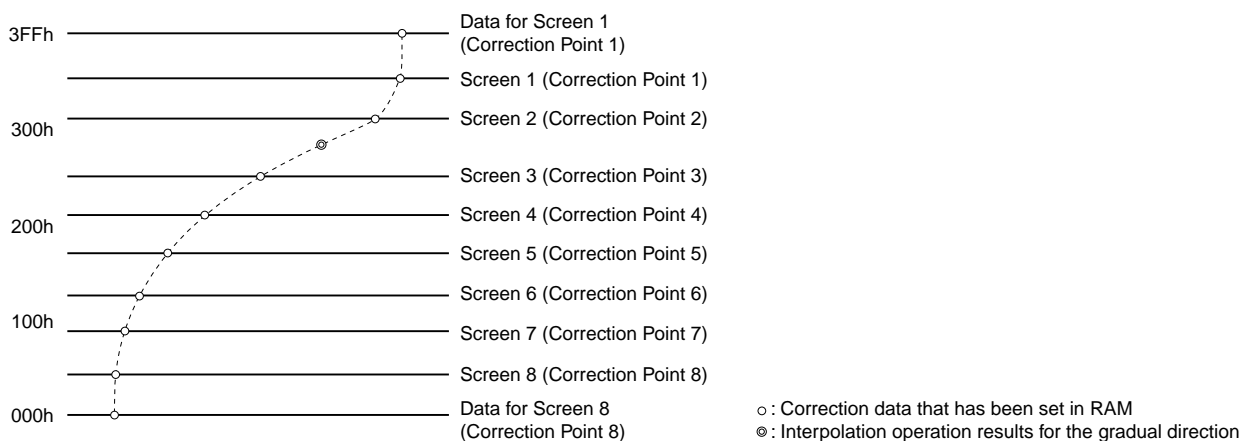 3FFh
Data for Screen 1
(Correction Point 1)
Screen 1 (Correction Point 1)
300h
Screen 2 (Correction Point 2)
Screen 3 (Correction Point 3)
200h
Screen 4 (Correction Point 4)
Screen 5 (Correction Point 5)
Screen 6 (Correction Point 6)
100h
Screen 7 (Correction Point 7)
Screen 8 (Correction Point 8)
000h
Data for Screen 8
(Correction Point 8)
○ : Correction data that has been set in RAM
◎ : Interpolation operation results for the gradual direction